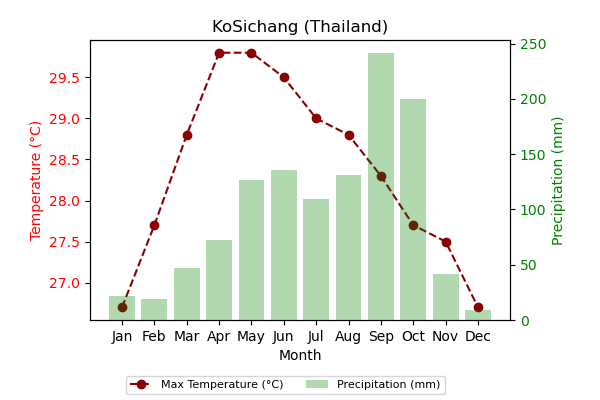 KoSichang (Thailand)
Temperature (°C)
29.5
29.0
28.5
28.0
27.5
27.0
250
200
150
100
50
0
Precipitation (mm)
Jan Feb Mar Apr May Jun Jul Aug Sep Oct Nov Dec
Month
Max Temperature (°C) Precipitation (mm)